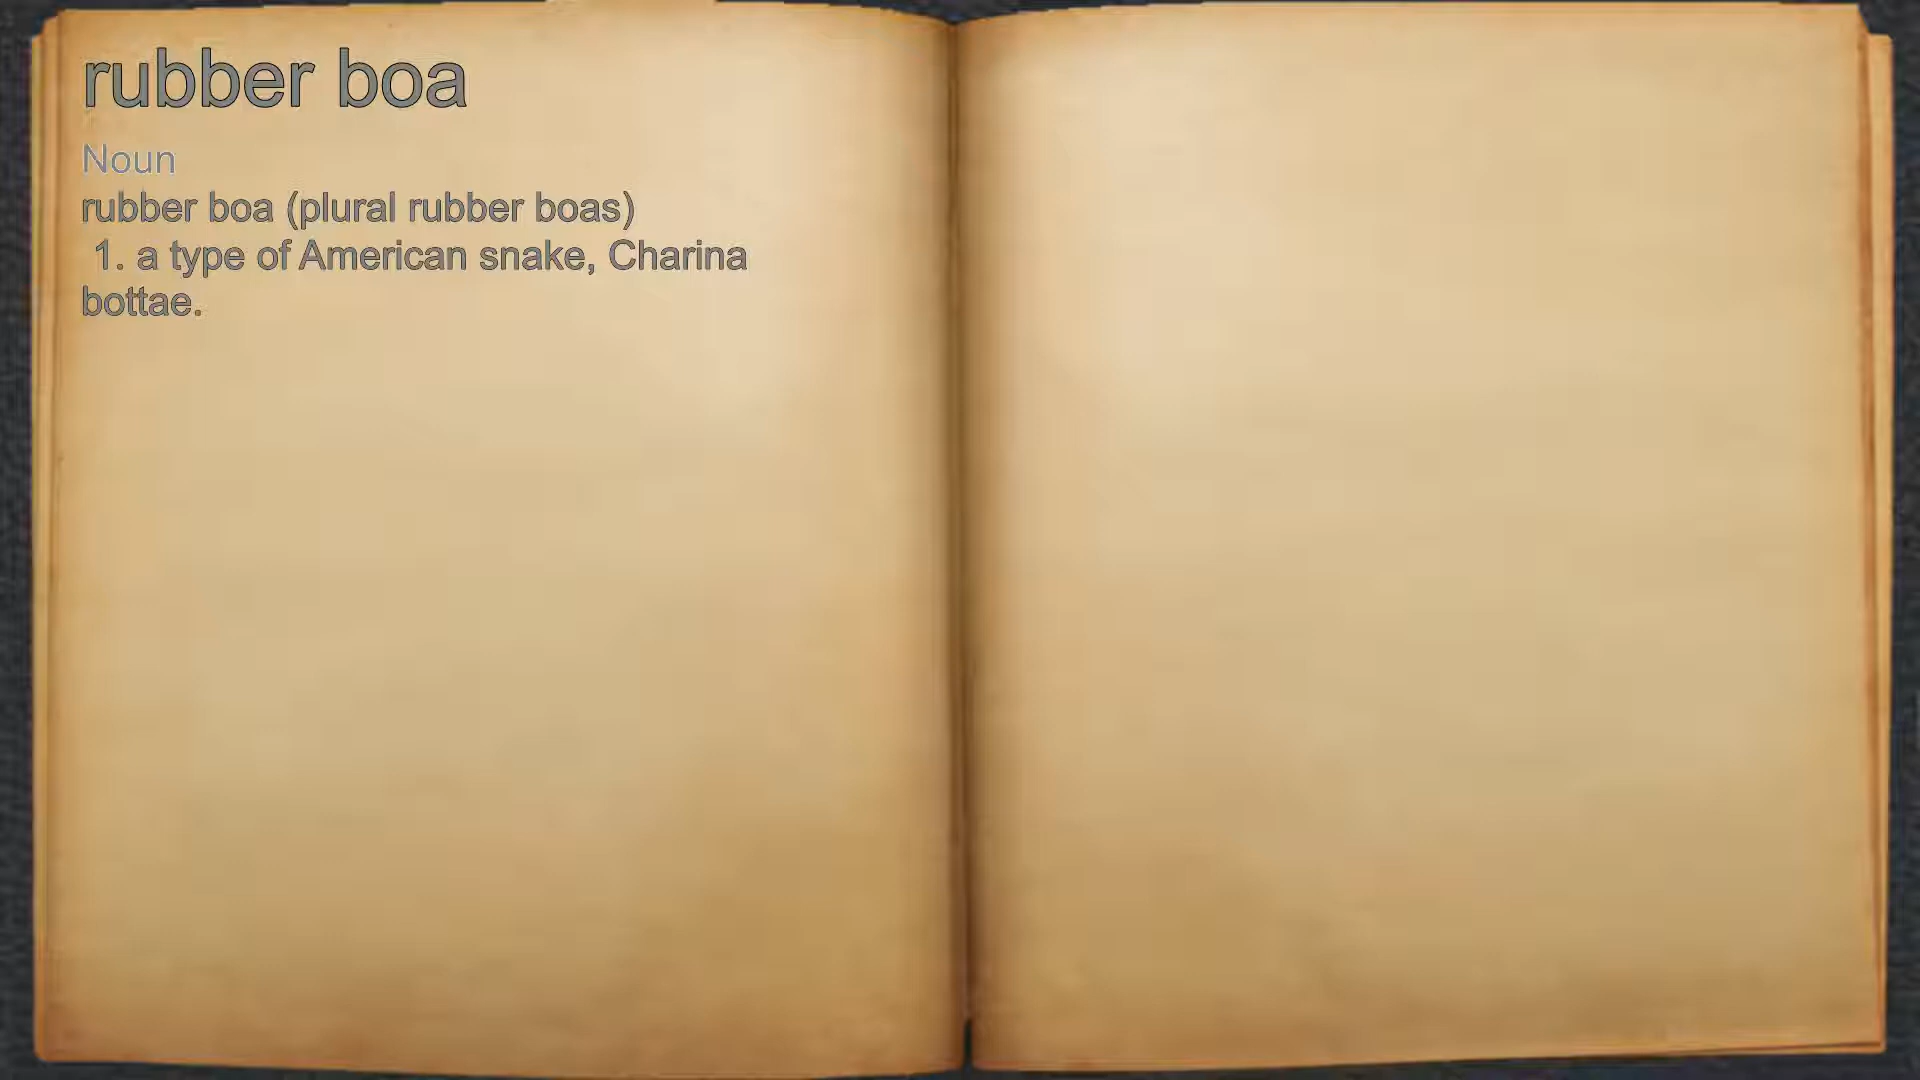 rubber boa
Noun
rubber boa (plural rubber boas)
1. a type of American snake, Charina
bottae.